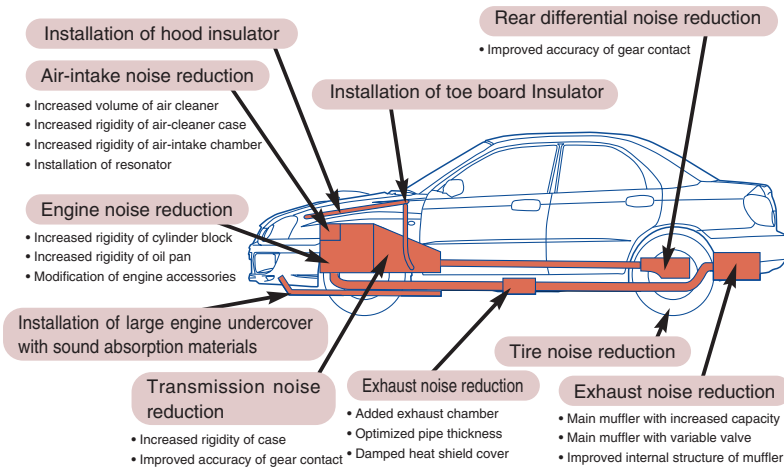 Installation of hood insulator
Air-intake noise reduction
• Increased volume of air cleaner
• Increased rigidity of air-cleaner case
• Increased rigidity of air-intake chamber
• Installation of resonator
Rear differential noise reduction
• Improved accuracy of gear contact
Installation of toe board Insulator
Engine noise reduction
• Increased rigidity of cylinder block
• Increased rigidity of oil pan
• Modification of engine accessories
Installation of large engine undercover
with sound absorption materials
Transmission noise
reduction
• Increased rigidity of case
• Improved accuracy of gear contact
Exhaust noise reduction
• Added exhaust chamber
• Optimized pipe thickness
• Damped heat shield cover
Tire noise reduction
Exhaust noise reduction
• Main muffler with increased capacity
• Main muffler with variable valve
• Improved internal structure of muffler